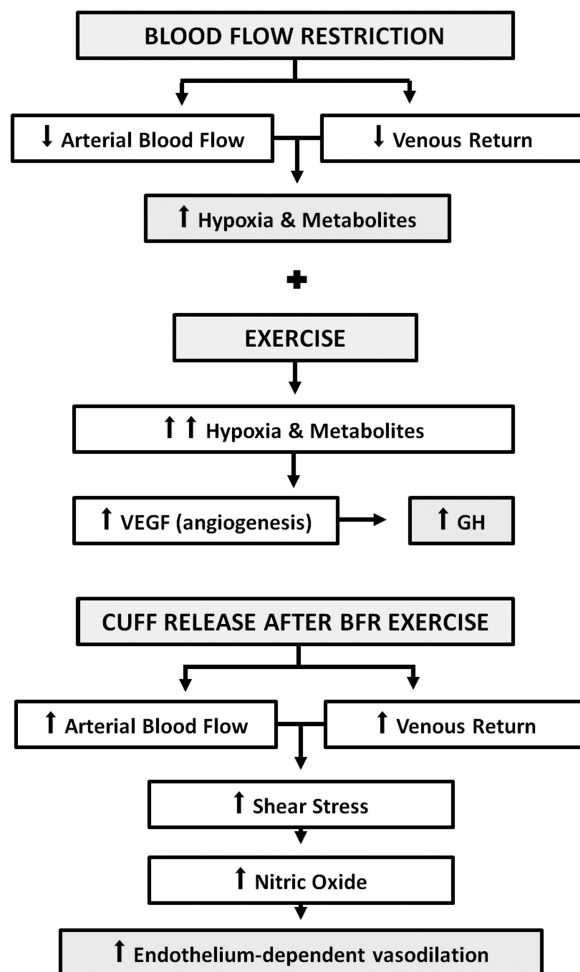 BLOOD FLOW RESTRICTION
↓ Arterial Blood Flow
↓ Venous Return
↑ Hypoxia & Metabolites
+
EXERCISE
↑ ↑ Hypoxia & Metabolites
↑ VEGF (angiogenesis)
↑ GH
CUFF RELEASE AFTER BFR EXERCISE
↑ Arterial Blood Flow
↑ Venous Return
↑ Shear Stress
↑ Nitric Oxide
↑ Endothelium-dependent vasodilation